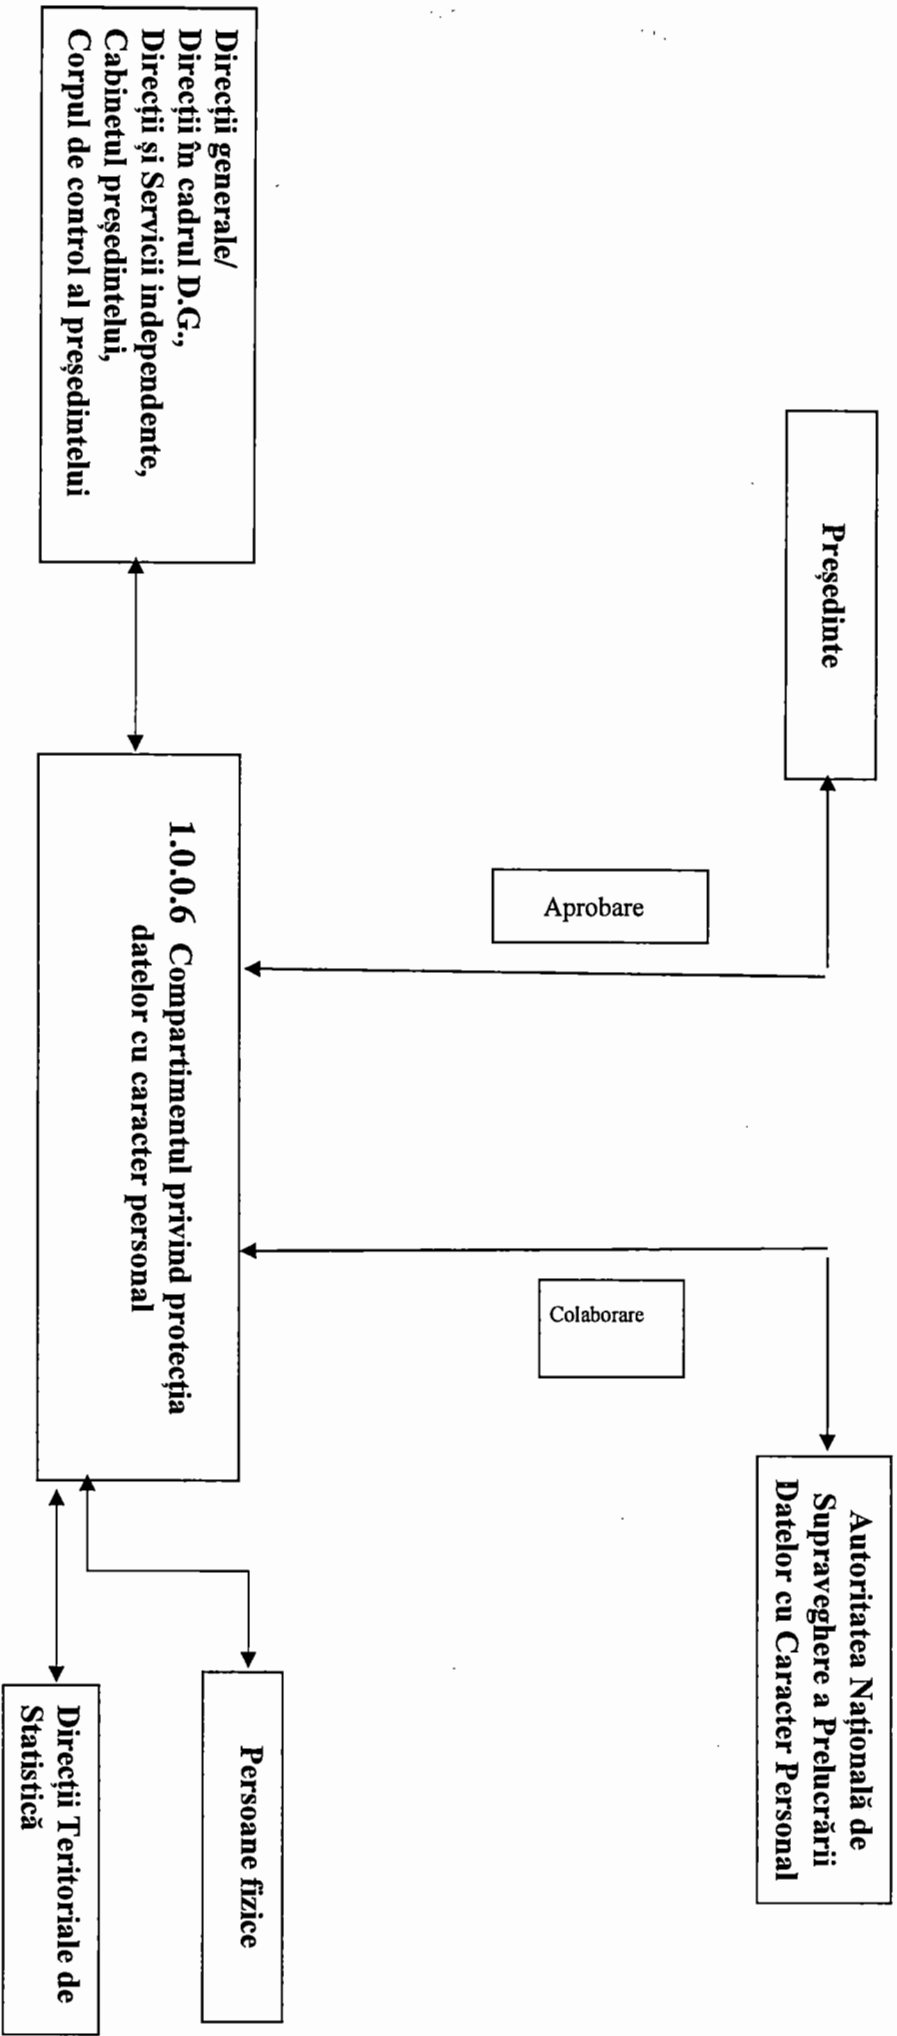 Președinte
Autoritatea Națională de
Supraveghere a Prelucrării
Datelor cu Caracter Personal
Aprobare
Colaborare
Direcții generale/
Direcții în cadrul D.G.,
Direcții și Servicii independente,
Cabinetul președintelui,
Corpul de control al președintelui
1.0.0.6 Compartimentul privind protecția
datelor cu caracter personal
Persoane fizice
Direcții Teritoriale de
Statistică